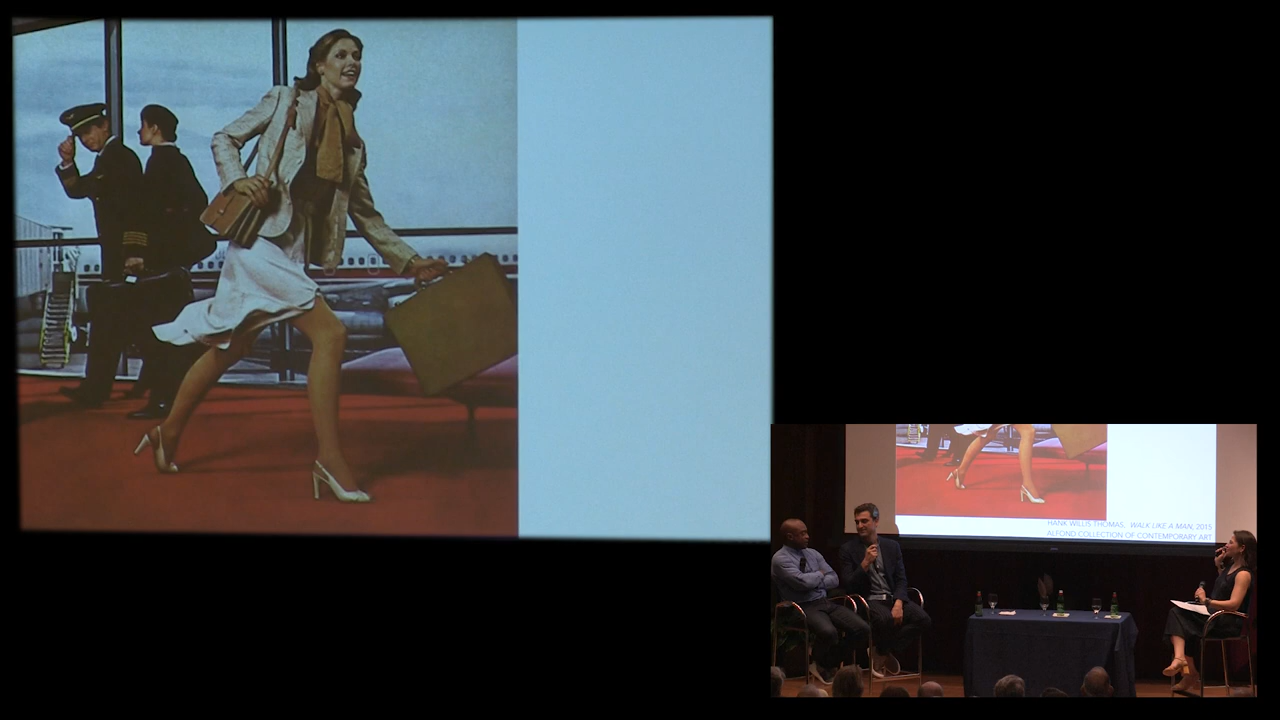 HANK WILLIS THOMAS, WALK LIKE A MAN, 2015
ALFOND COLLECTION OF CONTEMPORARY ART